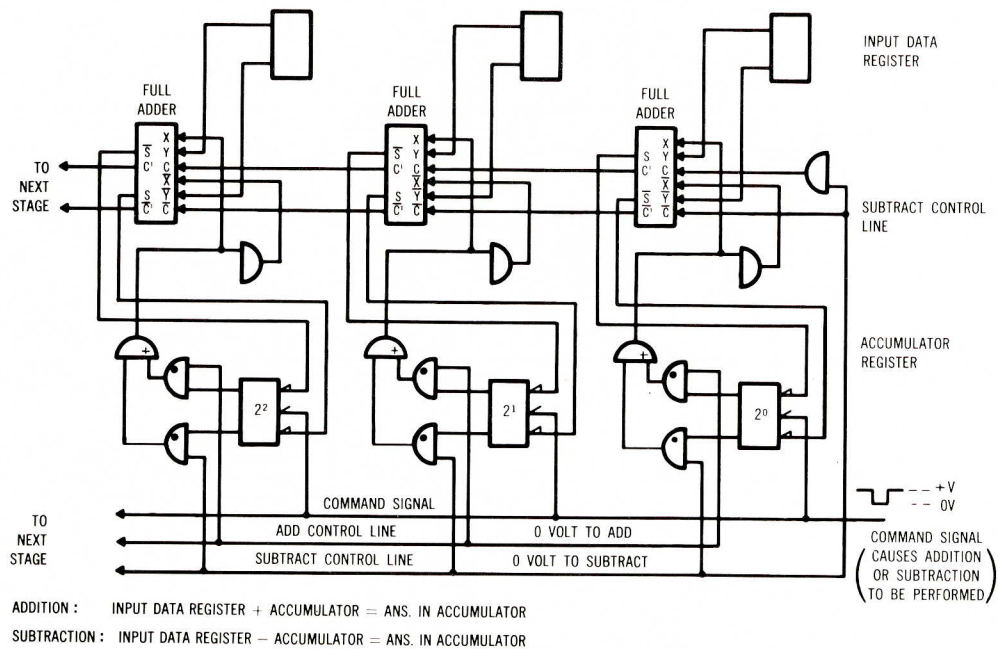 INPUT DATA
REGISTER
FULL
ADDER
FULL
ADDER
FULL
ADDER
TO
NEXT
STAGE
S̅
C'
S
C̅'
X
Y
C
X̅
Y̅
C̅
S̅
C'
S
C̅'
X
Y
C
X̅
Y̅
C̅
S
C'
S̅
C̅'
X
Y
C
X̅
Y̅
C̅
SUBTRACT CONTROL
LINE
+
+
+
ACCUMULATOR
REGISTER
2²
2¹
2⁰
TO
NEXT
STAGE
COMMAND SIGNAL
ADD CONTROL LINE 0 VOLT TO ADD
SUBTRACT CONTROL LINE 0 VOLT TO SUBTRACT
+V
OV
COMMAND SIGNAL
(CAUSES ADDITION
OR SUBTRACTION
TO BE PERFORMED)
ADDITION : INPUT DATA REGISTER + ACCUMULATOR = ANS. IN ACCUMULATOR
SUBTRACTION : INPUT DATA REGISTER − ACCUMULATOR = ANS. IN ACCUMULATOR